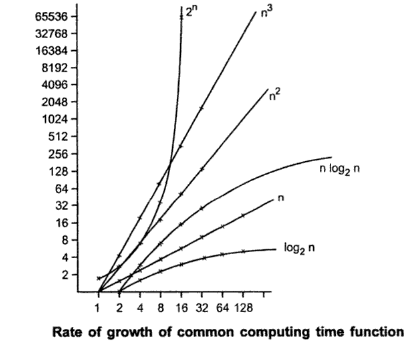 65536
32768
16384
8192
4096
2048
1024
512
256
128
64
32
16
8
4
2
2ⁿ
n³
n²
n log₂ n
n
log₂ n
1 2 4 8 16 32 64 128
Rate of growth of common computing time function